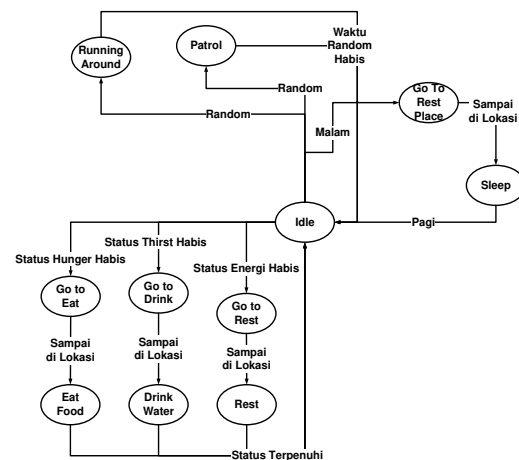 Waktu
Random
Habis
Running
Around
Patrol
Random
Go To
Rest
Place
Sampai
di Lokasi
Random
Malam
Sleep
Idle
Pagi
Status Hunger Habis
Status Thirst Habis
Status Energi Habis
Go to
Eat
Go to
Drink
Go to
Rest
Sampai
di Lokasi
Sampai
di Lokasi
Sampai
di Lokasi
Eat
Food
Drink
Water
Rest
Status Terpenuhi